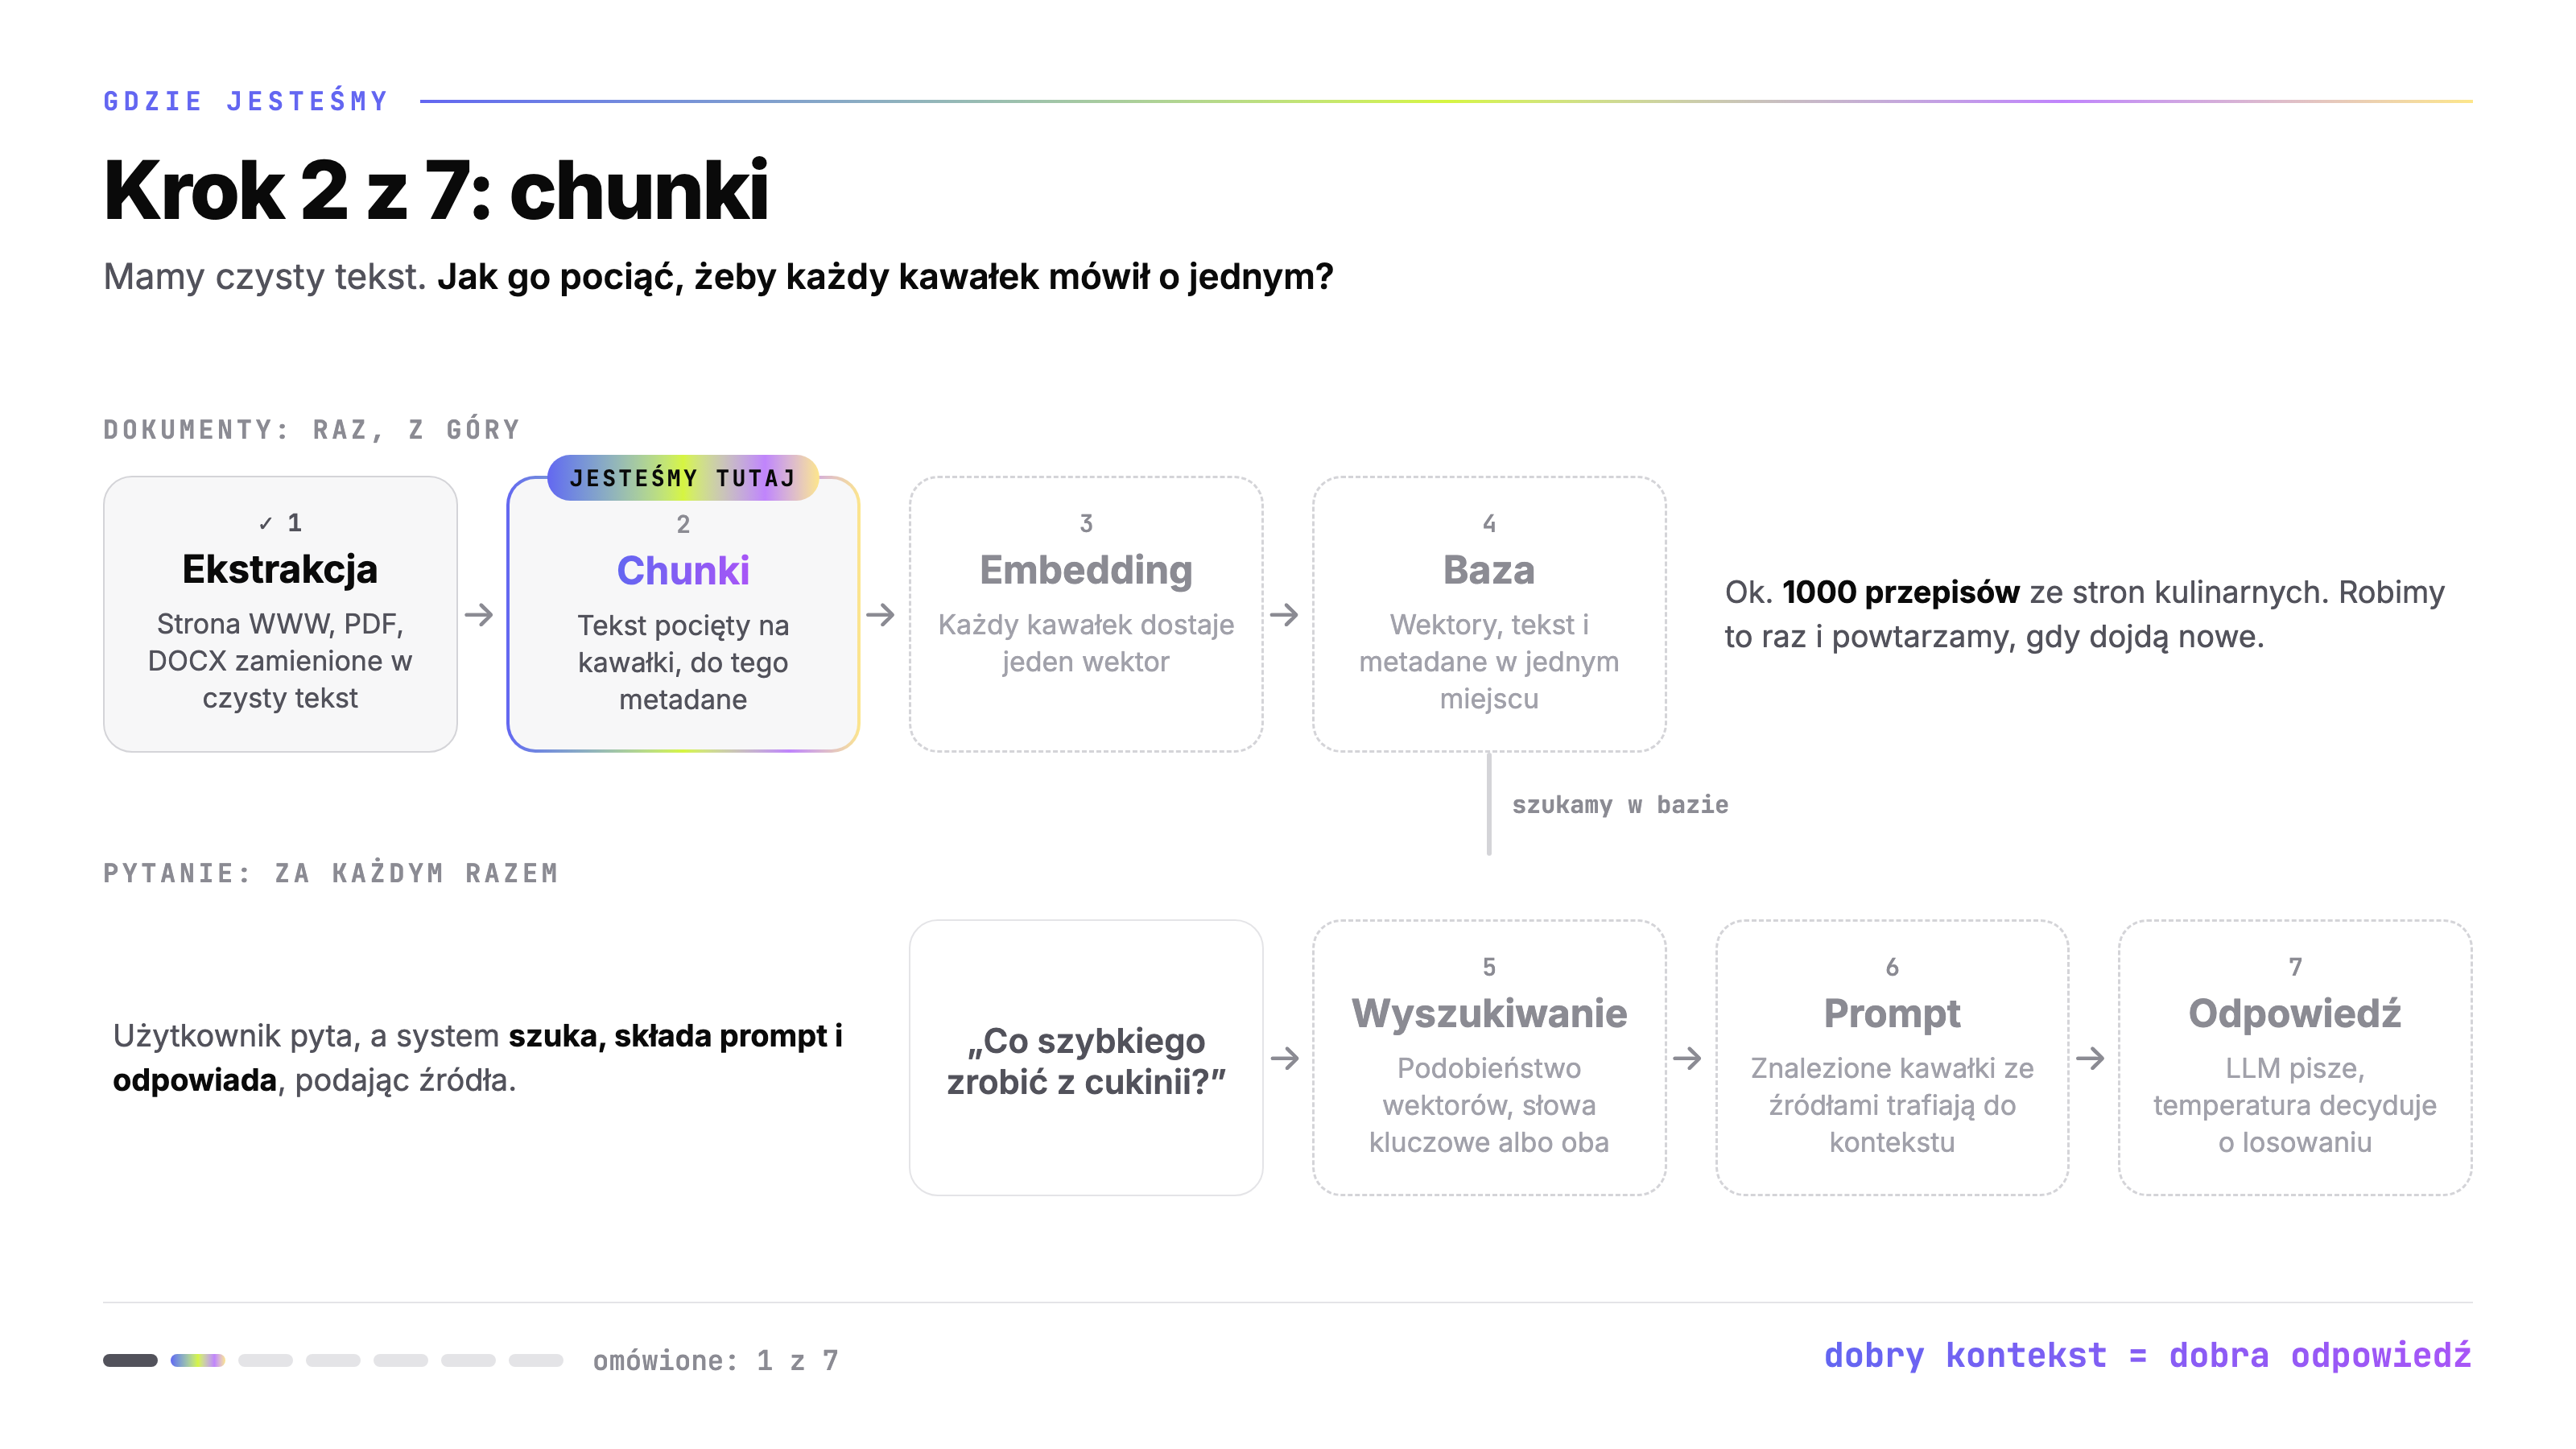 GDZIE JESTEŚMY
Krok 2 z 7: chunki
Mamy czysty tekst. Jak go pociąć, żeby każdy kawałek mówił o jednym?
DOKUMENTY: RAZ, Z GÓRY
✓ 1
Ekstrakcja
Strona WWW, PDF,
DOCX zamienione w
czysty tekst
→
JESTEŚMY TUTAJ
2
Chunki
Tekst pocięty na
kawałki, do tego
metadane
→
3
Embedding
Każdy kawałek dostaje
jeden wektor
→
4
Baza
Wektory, tekst i
metadane w jednym
miejscu
Ok. 1000 przepisów ze stron kulinarnych. Robimy
to raz i powtarzamy, gdy dojdą nowe.
szukamy w bazie
PYTANIE: ZA KAŻDYM RAZEM
Użytkownik pyta, a system szuka, składa prompt i
odpowiada, podając źródła.
„Co szybkiego
zrobić z cukinii?”
→
5
Wyszukiwanie
Podobieństwo
wektorów, słowa
kluczowe albo oba
→
6
Prompt
Znalezione kawałki ze
źródłami trafiają do
kontekstu
→
7
Odpowiedź
LLM pisze,
temperatura decyduje
o losowaniu
omówione: 1 z 7
dobry kontekst = dobra odpowiedź